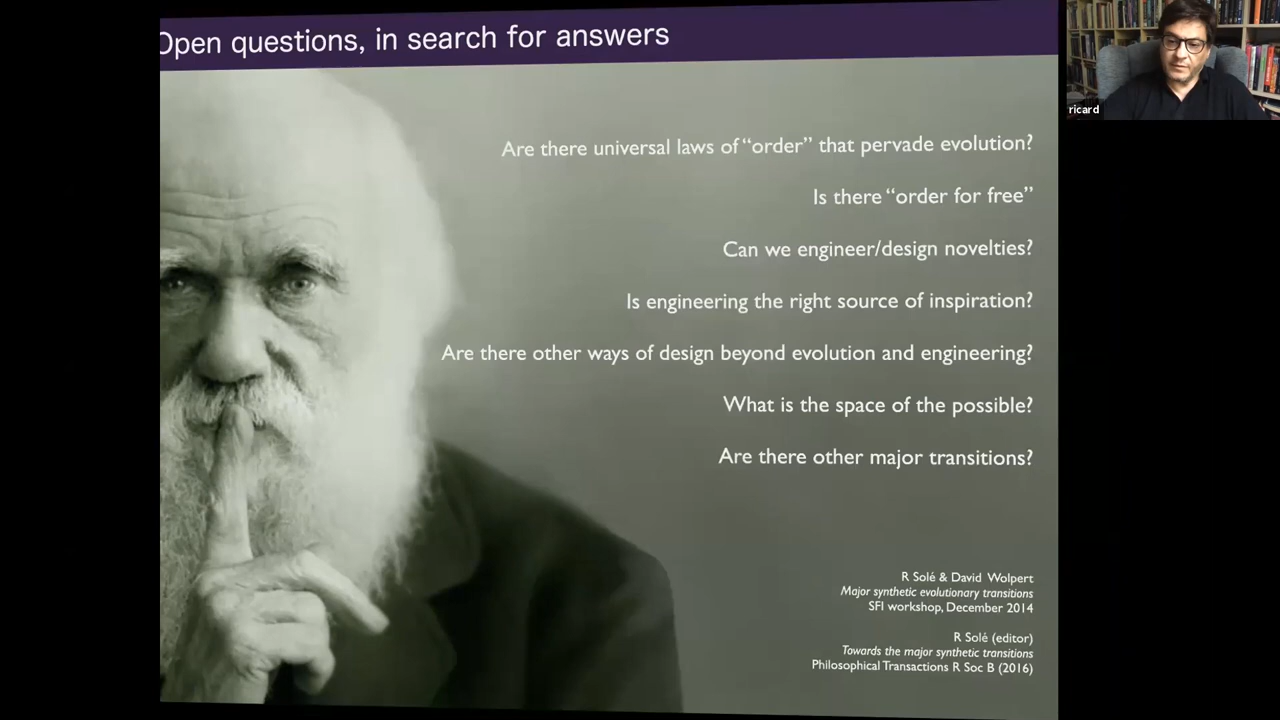 Open questions, in search for answers
ricard
Are there universal laws of “order” that pervade evolution?
Is there “order for free”
Can we engineer/design novelties?
Is engineering the right source of inspiration?
Are there other ways of design beyond evolution and engineering?
What is the space of the possible?
Are there other major transitions?
R Solé & David Wolpert
Major synthetic evolutionary transitions
SFI workshop, December 2014
R Solé (editor)
Towards the major synthetic transitions
Philosophical Transactions R Soc B (2016)